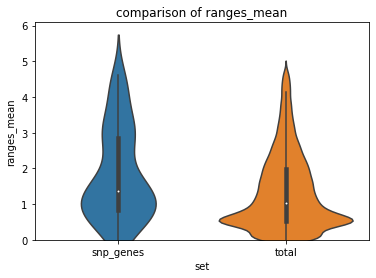 comparison of ranges_mean
6
5
4
3
2
1
0
ranges_mean
snp_genes
total
set